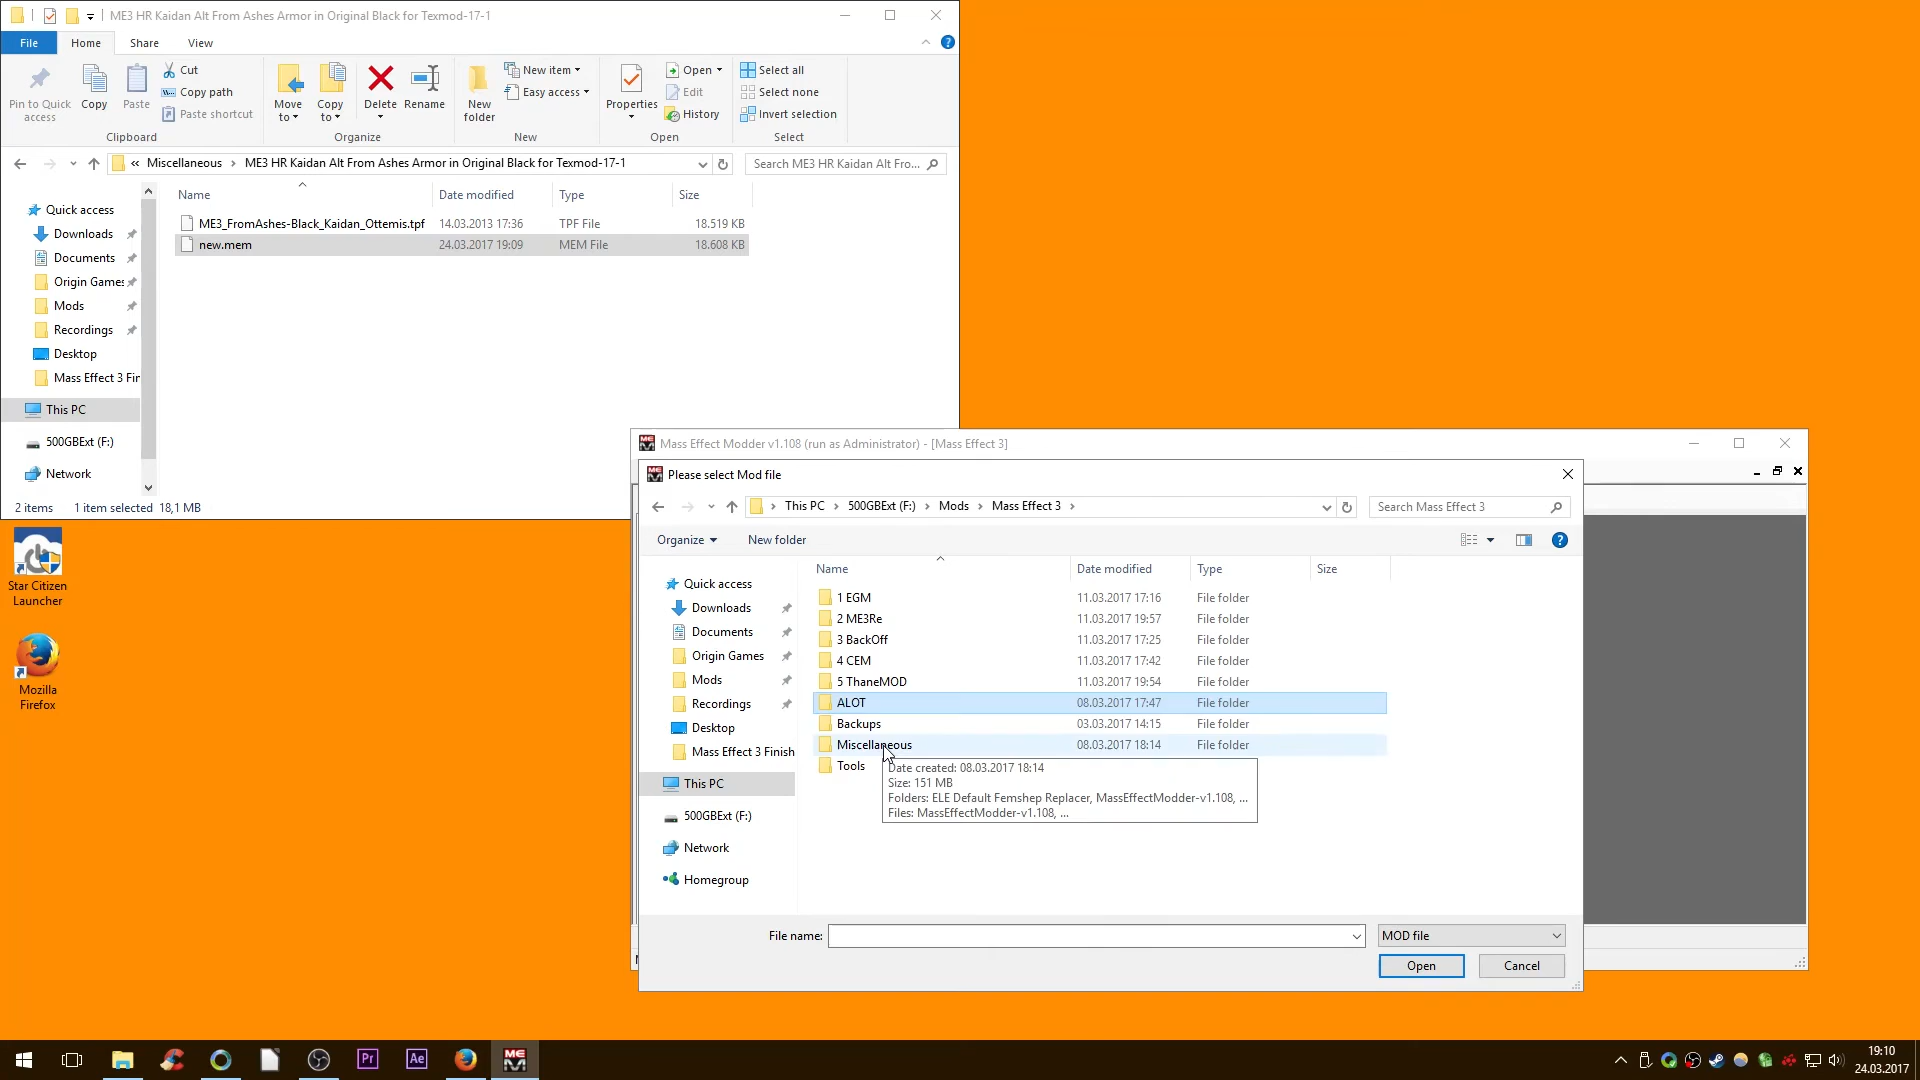 ME3 HR Kaidan Alt From Ashes Armor in Original Black for Texmod-17-1
File Home Share View
Pin to Quick access
Copy
Paste
Cut
Copy path
Paste shortcut
Clipboard
Move to
Copy to
Delete
Rename
Organize
New folder
New item
Easy access
New
Properties
Open
Edit
History
Open
Select all
Select none
Invert selection
Select
« Miscellaneous › ME3 HR Kaidan Alt From Ashes Armor in Original Black for Texmod-17-1
Search ME3 HR Kaidan Alt Fro...
Name Date modified Type Size
ME3_FromAshes-Black_Kaidan_Ottemis.tpf 14.03.2013 17:36 TPF File 18.519 KB
new.mem 24.03.2017 19:09 MEM File 18.608 KB
Quick access
Downloads
Documents
Origin Games
Mods
Recordings
Desktop
Mass Effect 3 Fin
This PC
500GBExt (F:)
Network
2 items 1 item selected 18,1 MB
Star Citizen
Launcher
Mozilla
Firefox
Mass Effect Modder v1.108 (run as Administrator) - [Mass Effect 3]
Please select Mod file
This PC › 500GBExt (F:) › Mods › Mass Effect 3 ›
Search Mass Effect 3
Organize New folder
Name Date modified Type Size
Quick access
Downloads
Documents
Origin Games
Mods
Recordings
Desktop
Mass Effect 3 Finish
This PC
500GBExt (F:)
Network
Homegroup
1 EGM 11.03.2017 17:16 File folder
2 ME3Re 11.03.2017 19:57 File folder
3 BackOff 11.03.2017 17:25 File folder
4 CEM 11.03.2017 17:42 File folder
5 ThaneMOD 11.03.2017 19:54 File folder
ALOT 08.03.2017 17:47 File folder
Backups 03.03.2017 14:15 File folder
Miscellaneous 08.03.2017 18:14 File folder
Tools
Date created: 08.03.2017 18:14
Size: 151 MB
Folders: ELE Default Femshep Replacer, MassEffectModder-v1.108, ...
Files: MassEffectModder-v1.108, ...
File name:
MOD file
Open Cancel
Pr
Ae
ME
19:10
24.03.2017